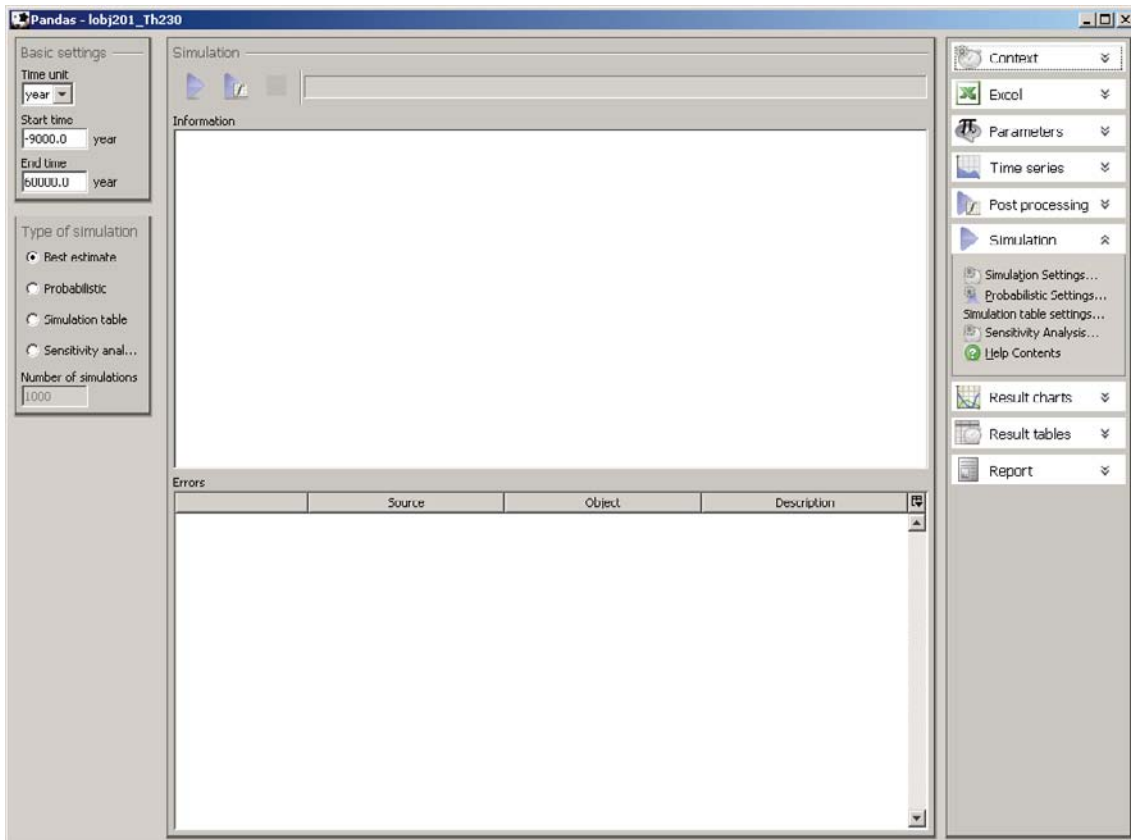 Pandas - lobj201_Th230
Basic settings
Time unit
year
Start time
-9000.0 year
End time
60000.0 year
Type of simulation
Best estimate
Probabilistic
Simulation table
Sensitivity anal...
Number of simulations
1000
Simulation
Information
Errors
Source Object Description
Context
Excel
Parameters
Time series
Post processing
Simulation
Simulation Settings...
Probabilistic Settings...
Simulation table settings...
Sensitivity Analysis...
Help Contents
Result charts
Result tables
Report